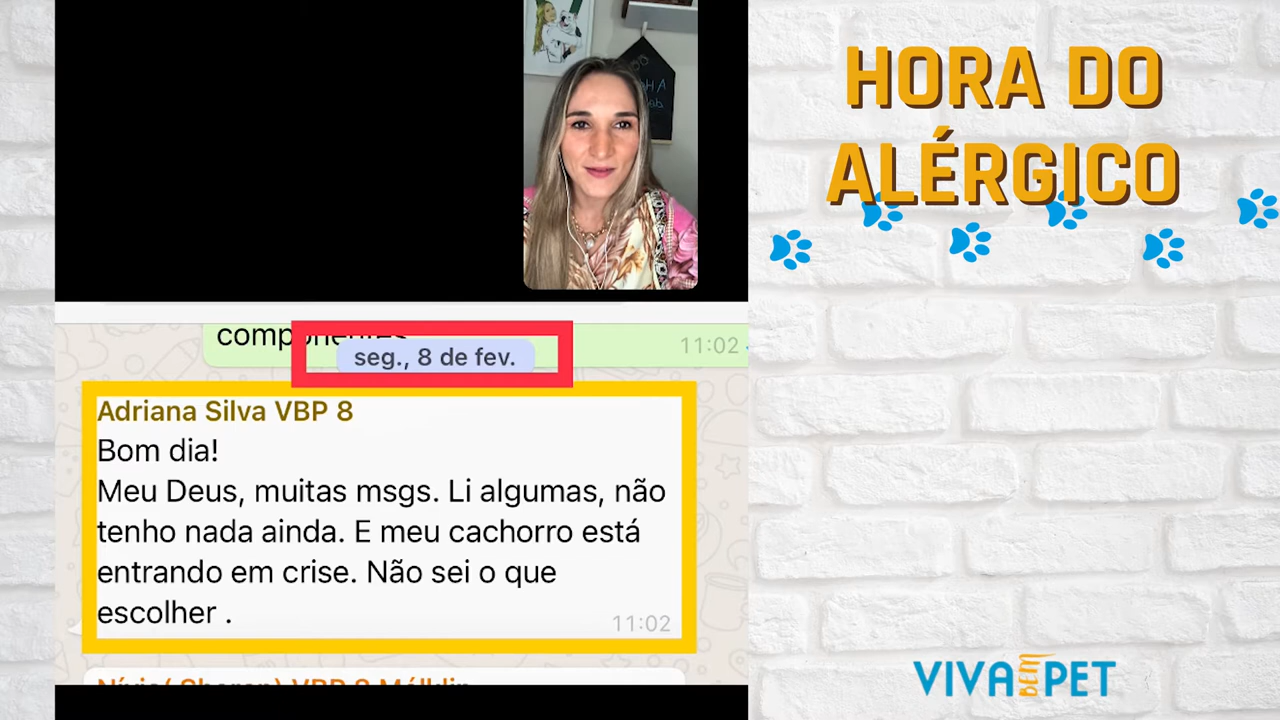 HORA DO
ALÉRGICO
11:02
seg., 8 de fev.
Adriana Silva VBP 8
Bom dia!
Meu Deus, muitas msgs. Li algumas, não
tenho nada ainda. E meu cachorro está
entrando em crise. Não sei o que
escolher .
11:02
VIVA BEM PET